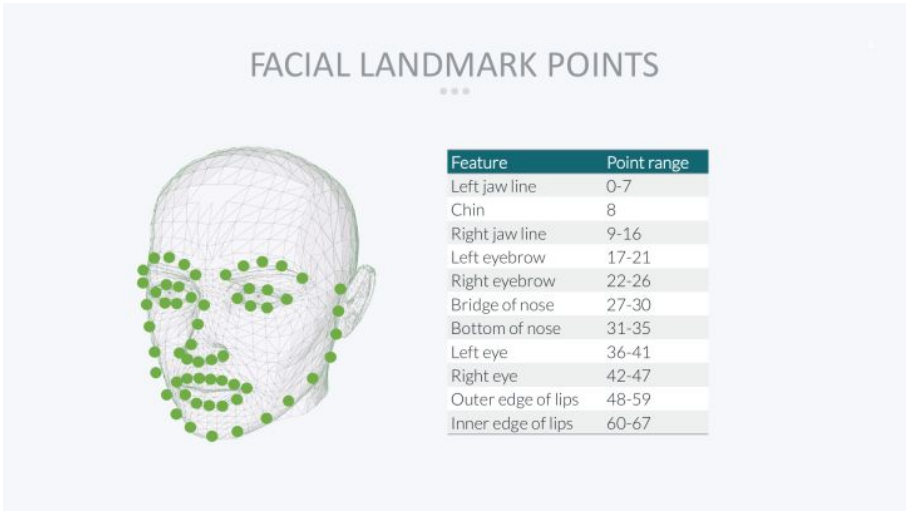 FACIAL LANDMARK POINTS
Feature Point range
Left jaw line 0-7
Chin 8
Right jaw line 9-16
Left eyebrow 17-21
Right eyebrow 22-26
Bridge of nose 27-30
Bottom of nose 31-35
Left eye 36-41
Right eye 42-47
Outer edge of lips 48-59
Inner edge of lips 60-67